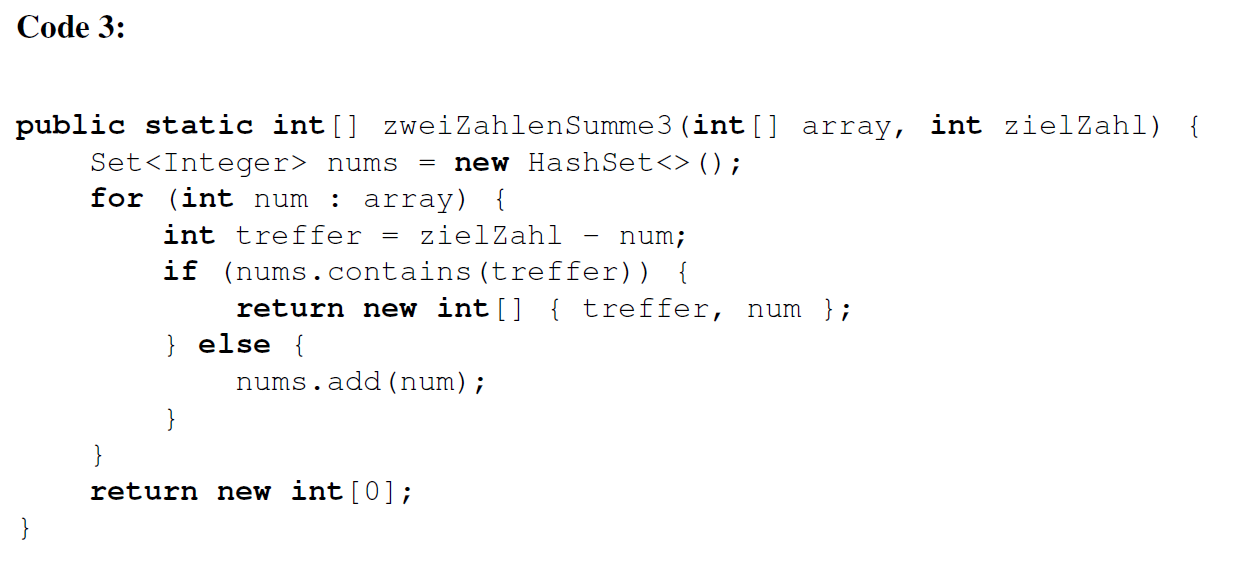 Code 3:
public static int[] zweiZahlenSumme3(int[] array, int zielZahl) {
    Set<Integer> nums = new HashSet<>();
    for (int num : array) {
        int treffer = zielZahl - num;
        if (nums.contains(treffer)) {
            return new int[] { treffer, num };
        } else {
            nums.add(num);
        }
    }
    return new int[0];
}